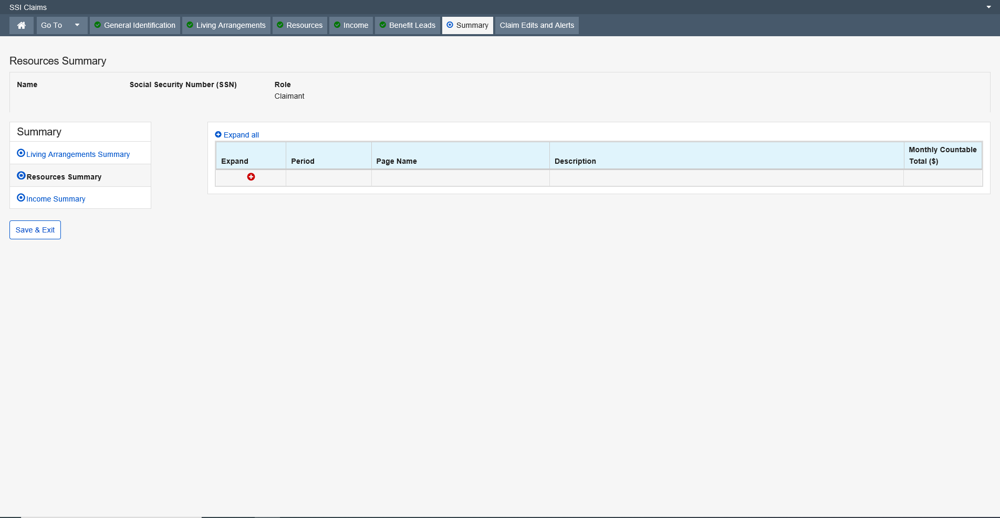 SSI Claims
Go To General Identification Living Arrangements Resources Income Benefit Leads Summary Claim Edits and Alerts
Resources Summary
Name Social Security Number (SSN) Role
Claimant
Summary
Living Arrangements Summary
Resources Summary
Income Summary
Save & Exit
Expand all
Expand Period Page Name Description Monthly Countable
Total ($)